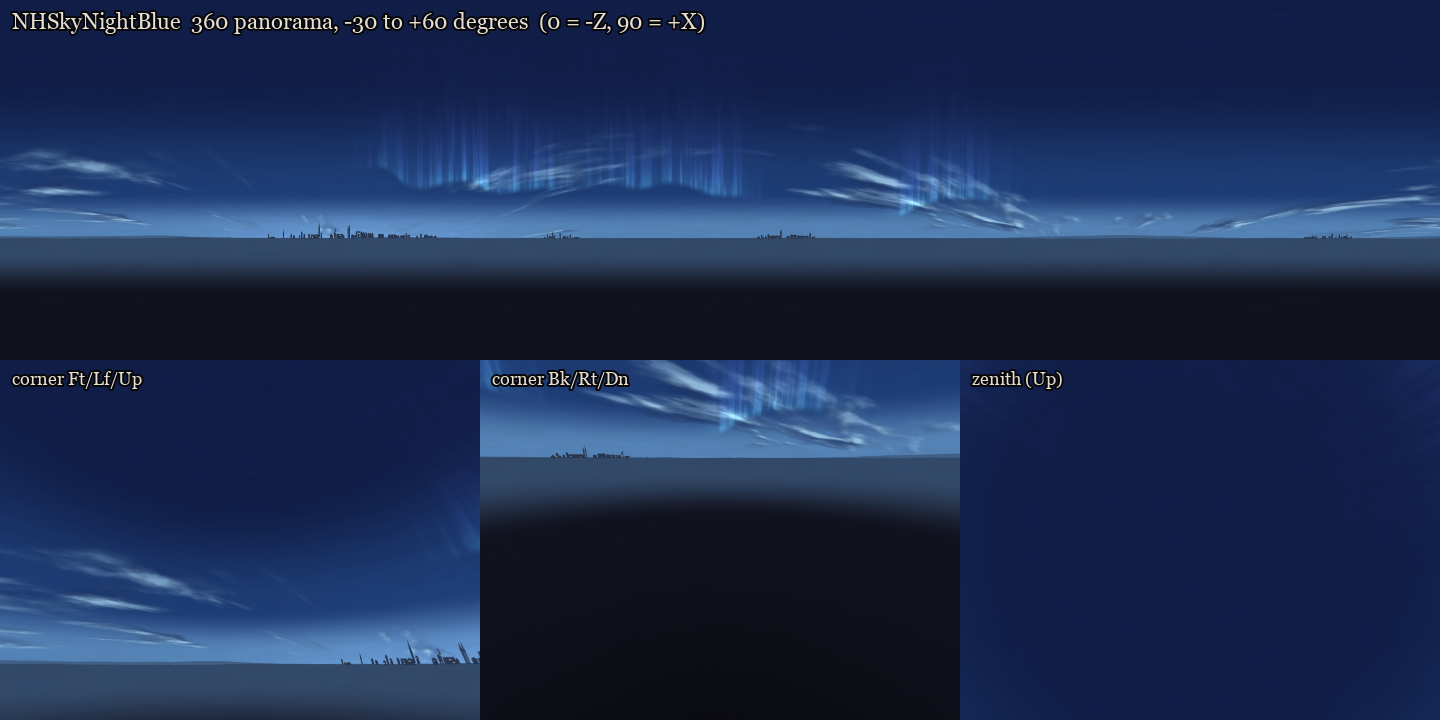 NHSkyNightBlue 360 panorama, -30 to +60 degrees (0 = -Z, 90 = +X)
corner Ft/Lf/Up
corner Bk/Rt/Dn
zenith (Up)